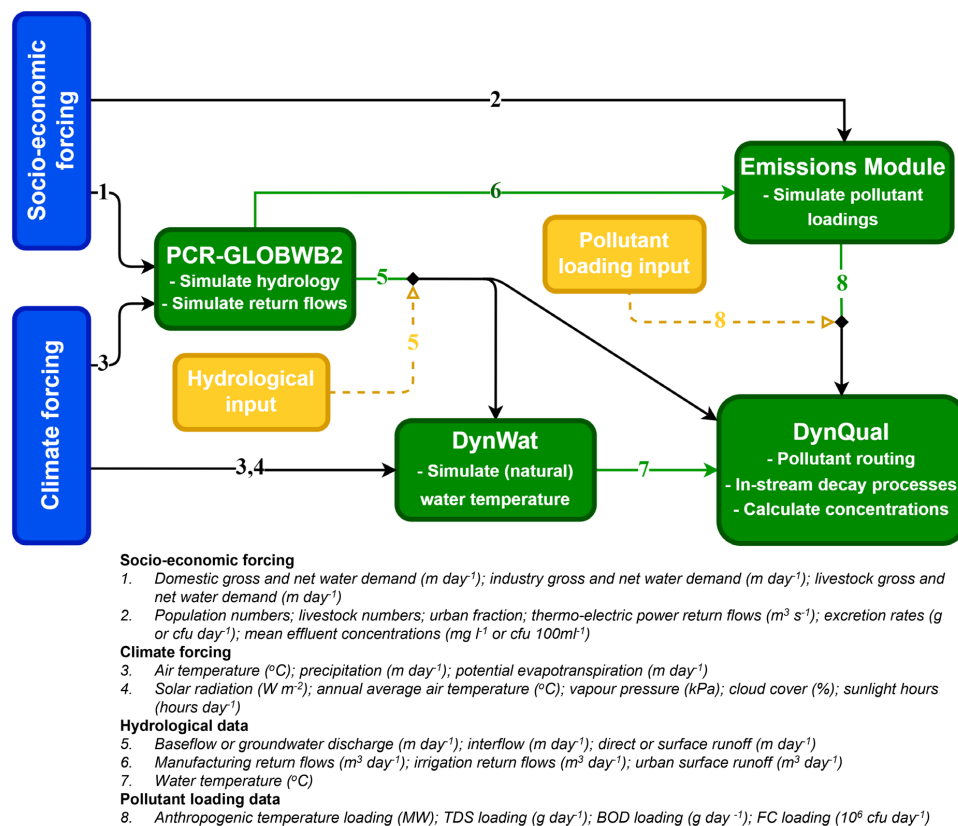 Socio-economic
forcing
2
1
Emissions Module
- Simulate pollutant
loadings
6
PCR-GLOBWB2
- Simulate hydrology
- Simulate return flows
5
Pollutant
loading input
8
8
Climate forcing
3
5
Hydrological
input
3,4
DynWat
- Simulate (natural)
water temperature
7
DynQual
- Pollutant routing
- In-stream decay processes
- Calculate concentrations
Socio-economic forcing
1. Domestic gross and net water demand (m day⁻¹); industry gross and net water demand (m day⁻¹); livestock gross and
net water demand (m day⁻¹)
2. Population numbers; livestock numbers; urban fraction; thermo-electric power return flows (m³ s⁻¹); excretion rates (g
or cfu day⁻¹); mean effluent concentrations (mg l⁻¹ or cfu 100ml⁻¹)
Climate forcing
3. Air temperature (ºC); precipitation (m day⁻¹); potential evapotranspiration (m day⁻¹)
4. Solar radiation (W m⁻²); annual average air temperature (ºC); vapour pressure (kPa); cloud cover (%); sunlight hours
(hours day⁻¹)
Hydrological data
5. Baseflow or groundwater discharge (m day⁻¹); interflow (m day⁻¹); direct or surface runoff (m day⁻¹)
6. Manufacturing return flows (m³ day⁻¹); irrigation return flows (m³ day⁻¹); urban surface runoff (m³ day⁻¹)
7. Water temperature (ºC)
Pollutant loading data
8. Anthropogenic temperature loading (MW); TDS loading (g day⁻¹); BOD loading (g day ⁻¹); FC loading (10⁶ cfu day⁻¹)